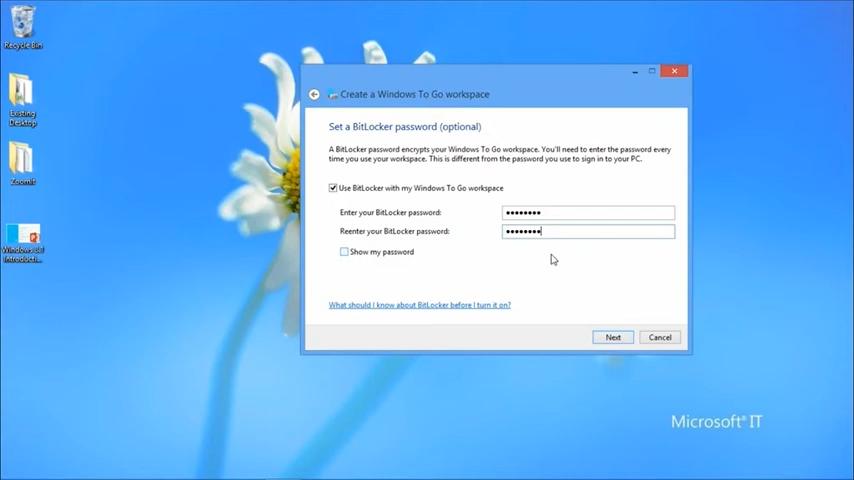 Recycle Bin
Existing
Desktop
ZoomIt
Windows 8.1
Introducti...
Create a Windows To Go workspace
Set a BitLocker password (optional)
A BitLocker password encrypts your Windows To Go workspace. You'll need to enter the password every
time you use your workspace. This is different from the password you use to sign in to your PC.
Use BitLocker with my Windows To Go workspace
Enter your BitLocker password: ••••••••
Reenter your BitLocker password: ••••••••
Show my password
What should I know about BitLocker before I turn it on?
Next Cancel
Microsoft® IT